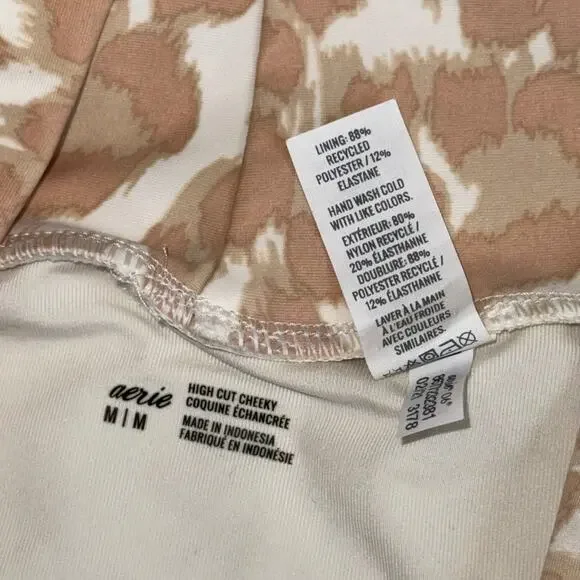 LINING: 88%
RECYCLED
POLYESTER / 12%
ELASTANE
HAND WASH COLD
WITH LIKE COLORS.
EXTÉRIEUR: 80%
NYLON RECYCLÉ /
20% ÉLASTHANNE
DOUBLURE: 88%
POLYESTER RECYCLÉ /
12% ÉLASTHANNE
LAVER À LA MAIN
À L'EAU FROIDE
AVEC COULEURS
SIMILAIRES.
aerie
M | M
HIGH CUT CHEEKY
COQUINE ÉCHANCRÉE
MADE IN INDONESIA
FABRIQUÉ EN INDONÉSIE
3178